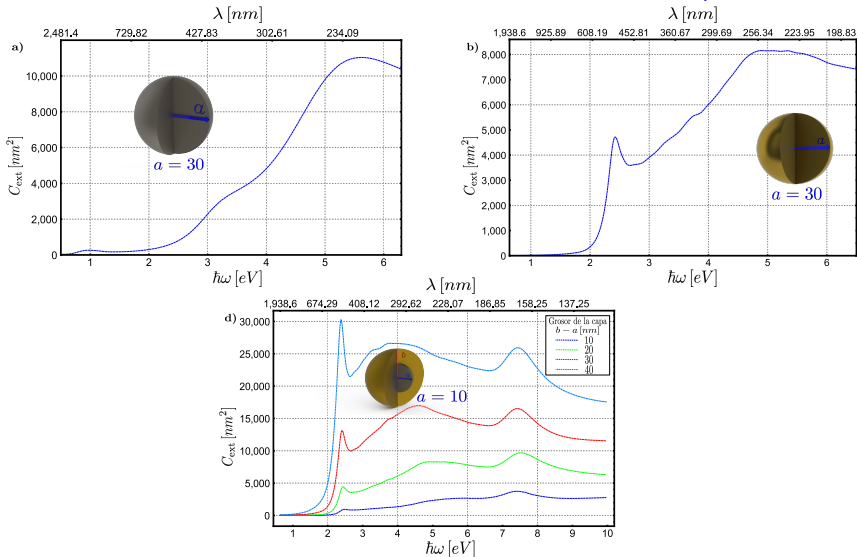 λ [nm]
2,481.4 729.82 427.83 302.61 234.09
a)
10,000
8,000
6,000
4,000
2,000
0
C_ext [nm²]
a
a = 30
1 2 3 4 5 6
ħω [eV]
λ [nm]
1,938.6 925.89 608.19 452.81 360.67 299.69 256.34 223.95 198.83
b)
8,000
7,000
6,000
5,000
4,000
3,000
2,000
1,000
0
C_ext [nm²]
a
a = 30
1 2 3 4 5 6
ħω [eV]
λ [nm]
1,938.6 674.29 408.12 292.62 228.07 186.85 158.25 137.25
d)
30,000
25,000
20,000
15,000
10,000
5,000
0
C_ext [nm²]
a = 10
Grosor de la capa
b − a [nm]
10
20
30
40
1 2 3 4 5 6 7 8 9 10
ħω [eV]